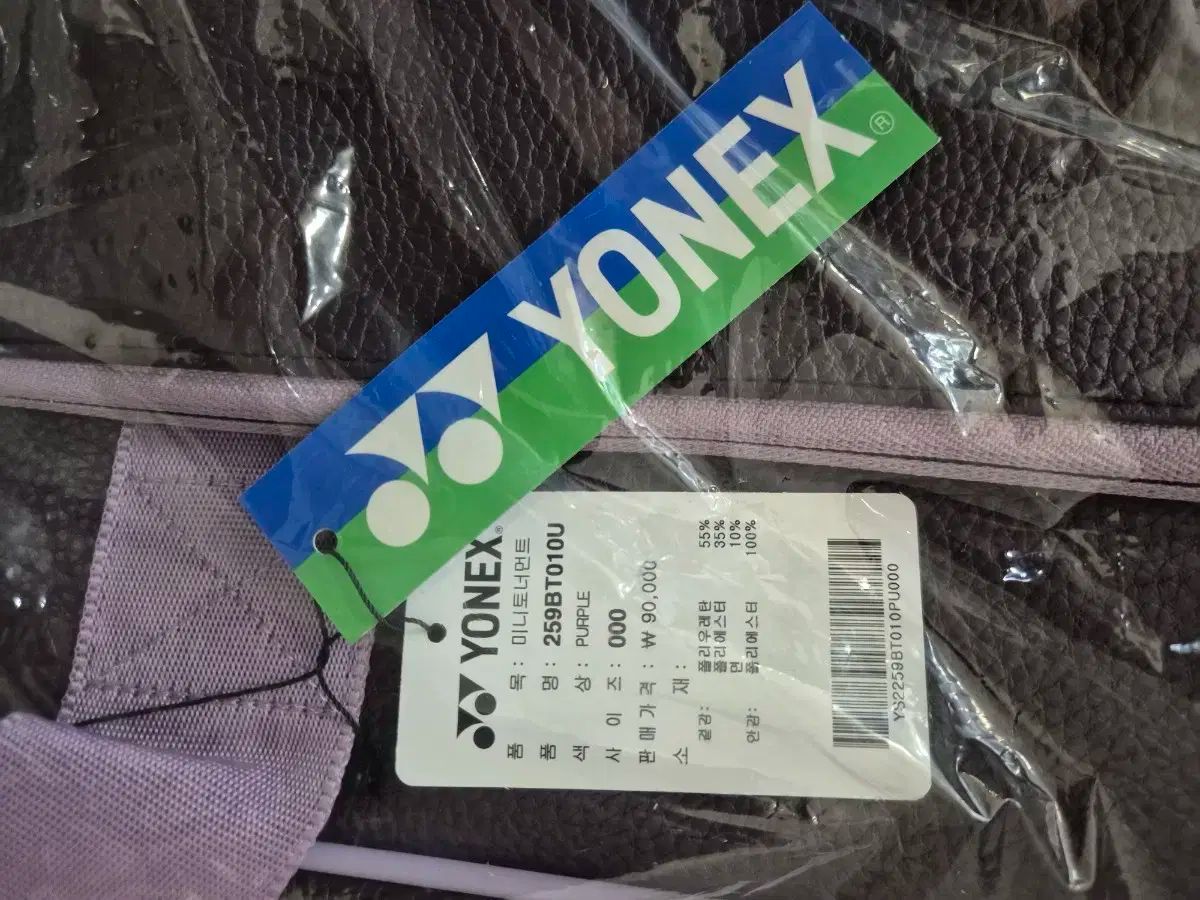 YONEX®
YONEX®
품 목 : 미니토너먼트
품 명 : 259BT010U
색 상 : PURPLE
사 이 즈 : 000
판 매 가 격 : ₩ 90,000
소 재 :
겉감: 폴리우레탄 55%
폴리에스터 35%
면 10%
안감: 폴리에스터 100%
YS2259BT010PU000